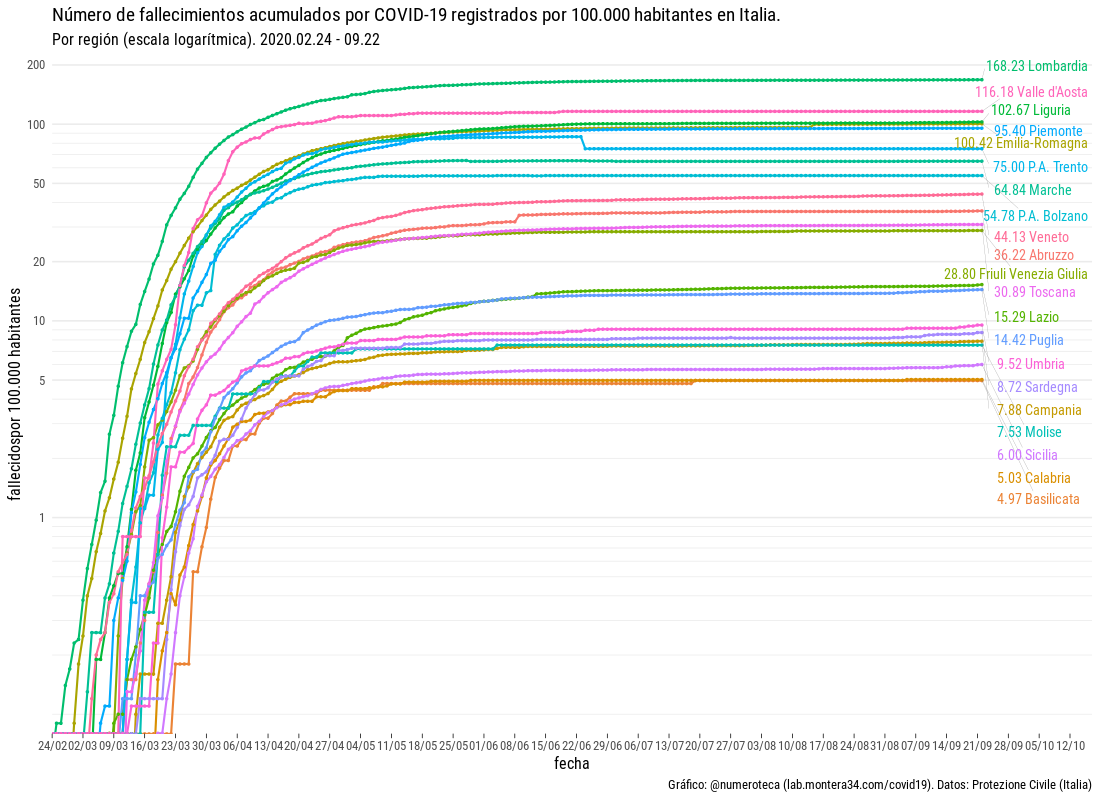 Número de fallecimientos acumulados por COVID-19 registrados por 100.000 habitantes en Italia.
Por región (escala logarítmica). 2020.02.24 - 09.22
200
100
50
20
10
5
1
fallecidospor 100.000 habitantes
168.23 Lombardia
116.18 Valle d'Aosta
102.67 Liguria
95.40 Piemonte
100.42 Emilia-Romagna
75.00 P.A. Trento
64.84 Marche
54.78 P.A. Bolzano
44.13 Veneto
36.22 Abruzzo
28.80 Friuli Venezia Giulia
30.89 Toscana
15.29 Lazio
14.42 Puglia
9.52 Umbria
8.72 Sardegna
7.88 Campania
7.53 Molise
6.00 Sicilia
5.03 Calabria
4.97 Basilicata
24/02 02/03 09/03 16/03 23/03 30/03 06/04 13/04 20/04 27/04 04/05 11/05 18/05 25/05 01/06 08/06 15/06 22/06 29/06 06/07 13/07 20/07 27/07 03/08 10/08 17/08 24/08 31/08 07/09 14/09 21/09 28/09 05/10 12/10
fecha
Gráfico: @numeroteca (lab.montera34.com/covid19). Datos: Protezione Civile (Italia)